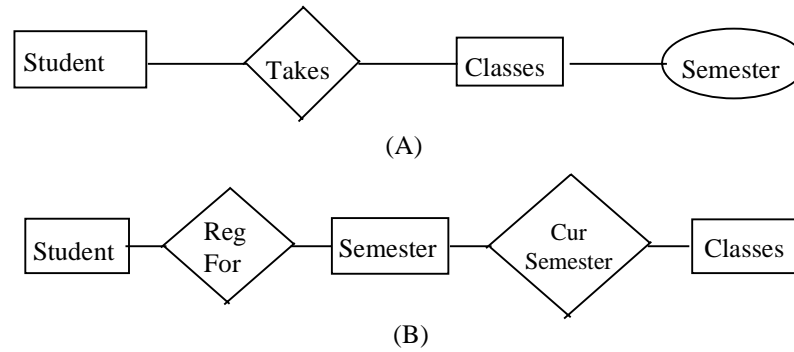 Student
Takes
Classes
Semester
(A)
Student
Reg
For
Semester
Cur
Semester
Classes
(B)